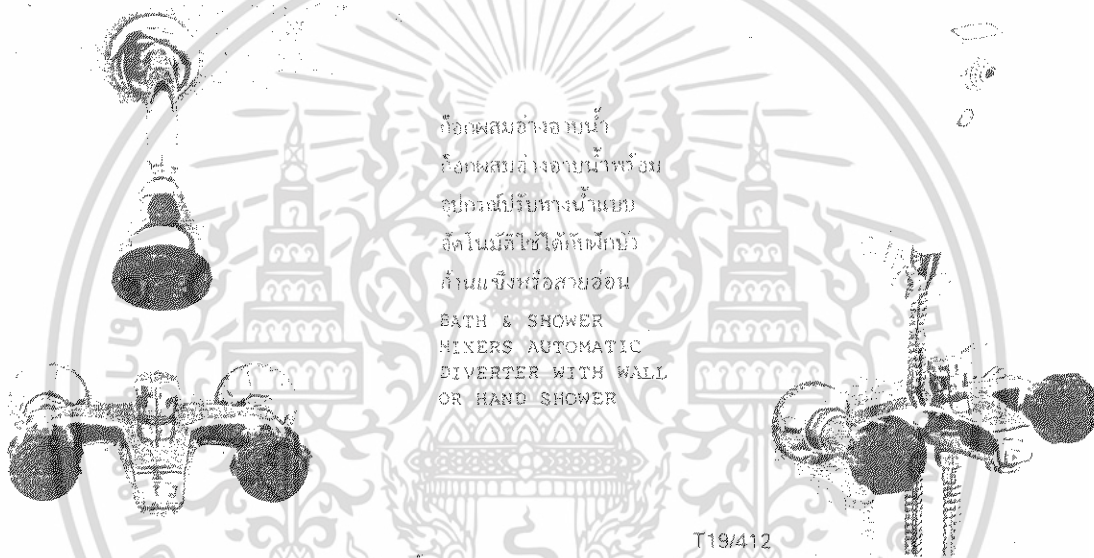 ก๊อกผสมอ่างอาบน้ำ
ก๊อกผสมอ่างอาบน้ำพร้อม
อุปกรณ์ปรับทางน้ำแบบ
อัตโนมัติใช้ได้กับฝักบัว
ก้านแข็งหรือสายอ่อน
BATH & SHOWER
MIXERS AUTOMATIC
DIVERTER WITH WALL
OR HAND SHOWER
T19/412